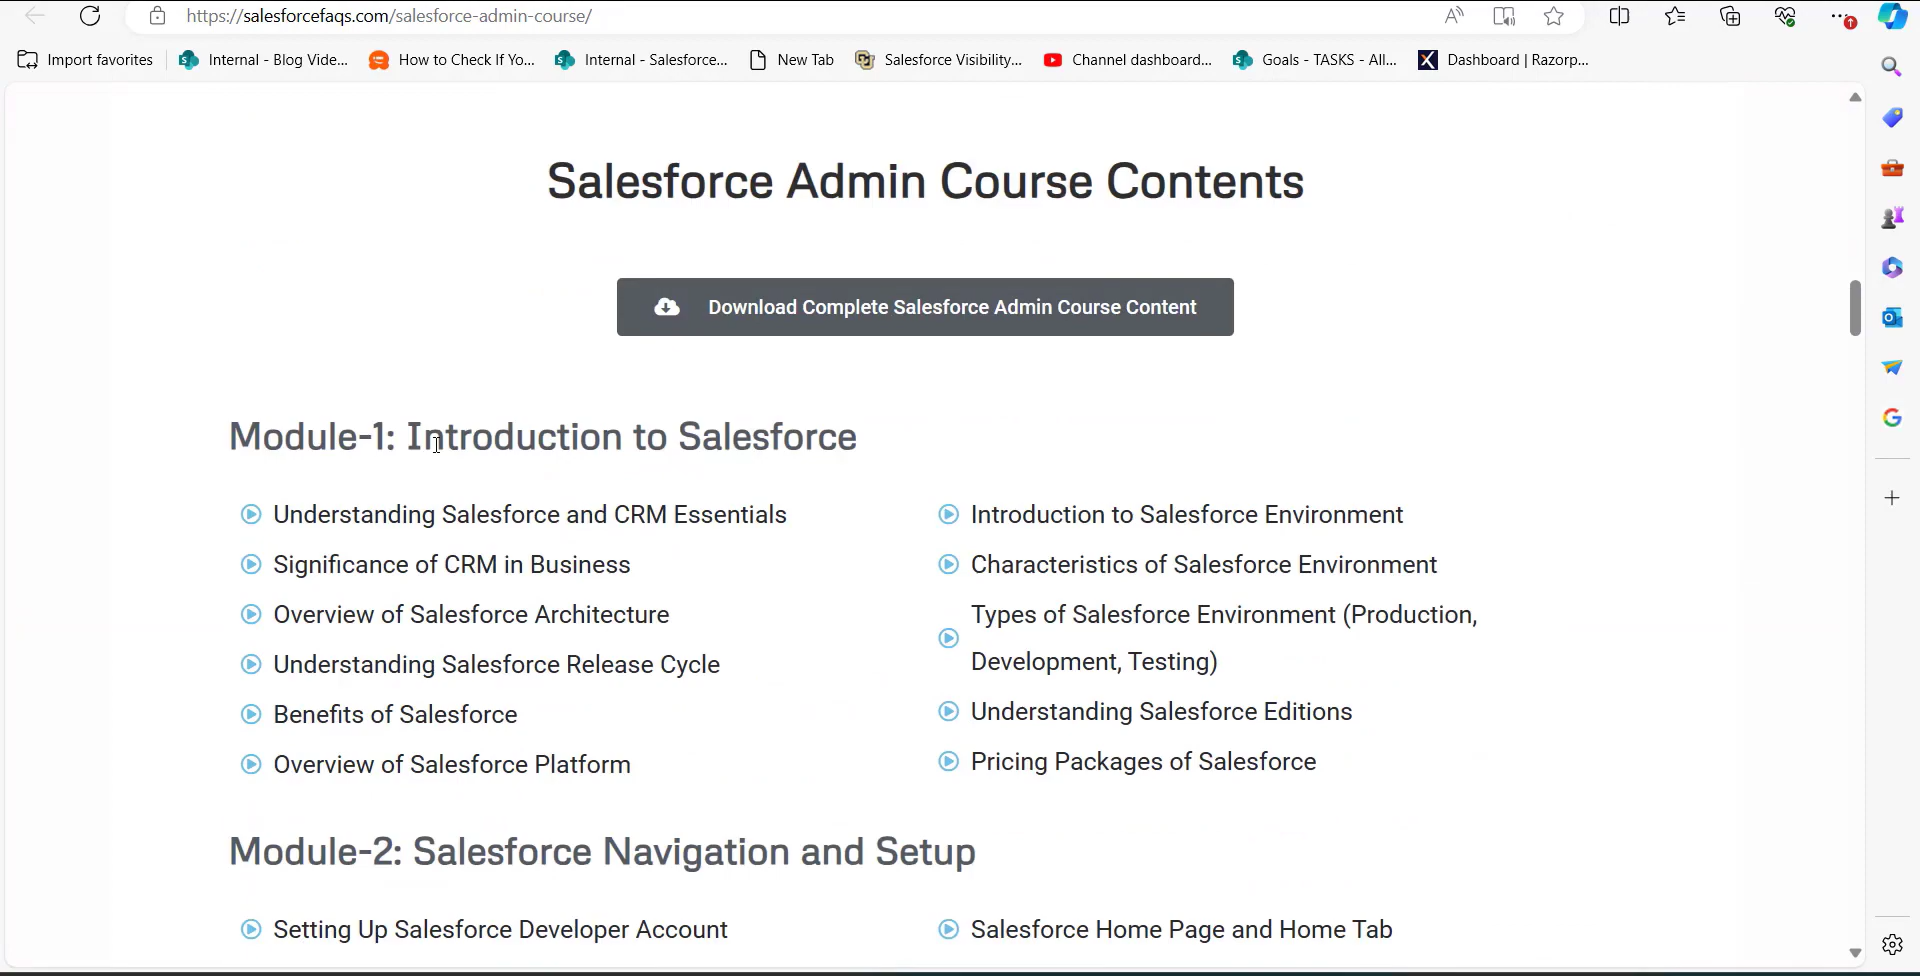 https://salesforcefaqs.com/salesforce-admin-course/
Import favorites
Internal - Blog Vide...
How to Check If Yo...
Internal - Salesforce...
New Tab
Salesforce Visibility...
Channel dashboard...
Goals - TASKS - All...
Dashboard | Razorp...
Salesforce Admin Course Contents
Download Complete Salesforce Admin Course Content
Module-1: Introduction to Salesforce
Understanding Salesforce and CRM Essentials
Significance of CRM in Business
Overview of Salesforce Architecture
Understanding Salesforce Release Cycle
Benefits of Salesforce
Overview of Salesforce Platform
Introduction to Salesforce Environment
Characteristics of Salesforce Environment
Types of Salesforce Environment (Production,
Development, Testing)
Understanding Salesforce Editions
Pricing Packages of Salesforce
Module-2: Salesforce Navigation and Setup
Setting Up Salesforce Developer Account
Salesforce Home Page and Home Tab